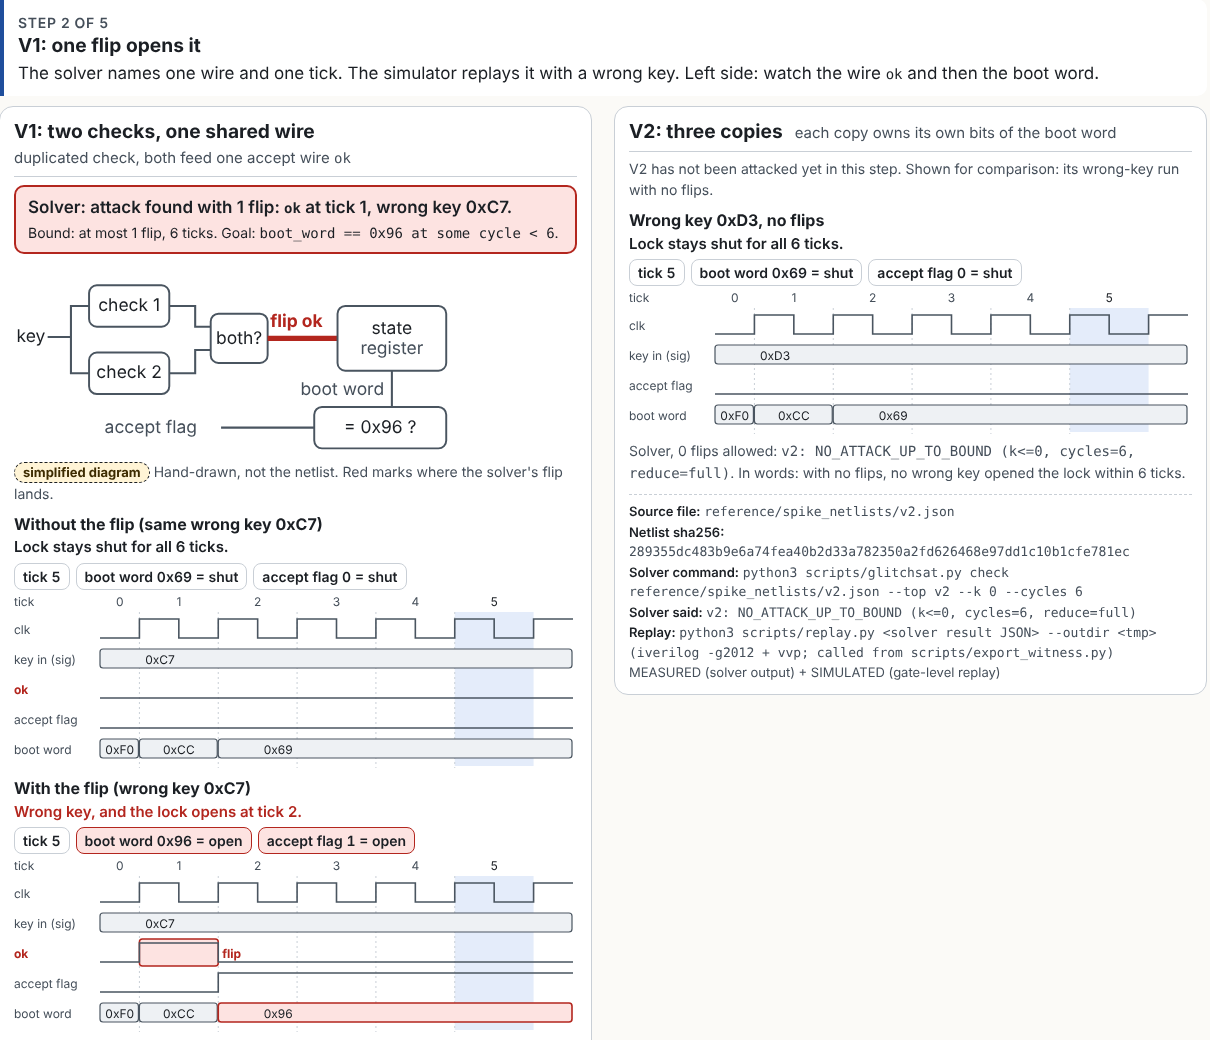 STEP 2 OF 5
V1: one flip opens it
The solver names one wire and one tick. The simulator replays it with a wrong key. Left side: watch the wire ok and then the boot word.
V1: two checks, one shared wire
duplicated check, both feed one accept wire ok
Solver: attack found with 1 flip: ok at tick 1, wrong key 0xC7.
Bound: at most 1 flip, 6 ticks. Goal: boot_word == 0x96 at some cycle < 6.
key
check 1
check 2
both?
flip ok
state
register
boot word
accept flag
= 0x96 ?
simplified diagram Hand-drawn, not the netlist. Red marks where the solver's flip
lands.
Without the flip (same wrong key 0xC7)
Lock stays shut for all 6 ticks.
tick 5 boot word 0x69 = shut accept flag 0 = shut
tick 0 1 2 3 4 5
clk
key in (sig) 0xC7
ok
accept flag
boot word 0xF0 0xCC 0x69
With the flip (wrong key 0xC7)
Wrong key, and the lock opens at tick 2.
tick 5 boot word 0x96 = open accept flag 1 = open
tick 0 1 2 3 4 5
clk
key in (sig) 0xC7
ok flip
accept flag
boot word 0xF0 0xCC 0x96
V2: three copies each copy owns its own bits of the boot word
V2 has not been attacked yet in this step. Shown for comparison: its wrong-key run
with no flips.
Wrong key 0xD3, no flips
Lock stays shut for all 6 ticks.
tick 5 boot word 0x69 = shut accept flag 0 = shut
tick 0 1 2 3 4 5
clk
key in (sig) 0xD3
accept flag
boot word 0xF0 0xCC 0x69
Solver, 0 flips allowed: v2: NO_ATTACK_UP_TO_BOUND (k<=0, cycles=6,
reduce=full). In words: with no flips, no wrong key opened the lock within 6 ticks.
Source file: reference/spike_netlists/v2.json
Netlist sha256:
289355dc483b9e6a74fea40b2d33a782350a2fd626468e97dd1c10b1cfe781ec
Solver command: python3 scripts/glitchsat.py check
reference/spike_netlists/v2.json --top v2 --k 0 --cycles 6
Solver said: v2: NO_ATTACK_UP_TO_BOUND (k<=0, cycles=6, reduce=full)
Replay: python3 scripts/replay.py <solver result JSON> --outdir <tmp>
(iverilog -g2012 + vvp; called from scripts/export_witness.py)
MEASURED (solver output) + SIMULATED (gate-level replay)